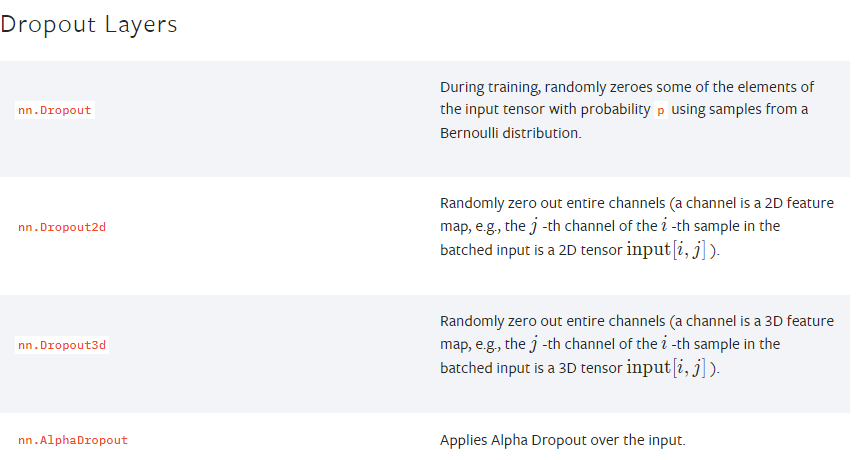 Dropout Layers
nn.Dropout
During training, randomly zeroes some of the elements of
the input tensor with probability p using samples from a
Bernoulli distribution.
nn.Dropout2d
Randomly zero out entire channels (a channel is a 2D feature
map, e.g., the j -th channel of the i -th sample in the
batched input is a 2D tensor input[i, j] ).
nn.Dropout3d
Randomly zero out entire channels (a channel is a 3D feature
map, e.g., the j -th channel of the i -th sample in the
batched input is a 3D tensor input[i, j] ).
nn.AlphaDropout
Applies Alpha Dropout over the input.